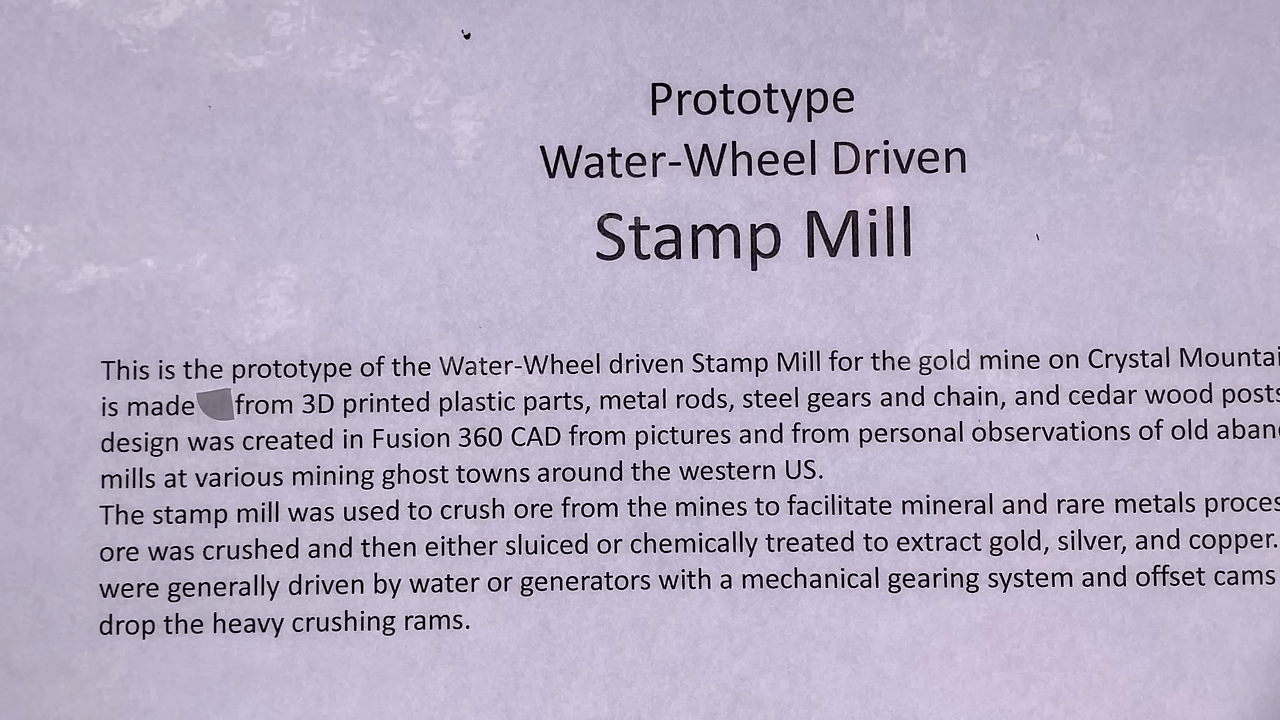 Prototype
Water-Wheel Driven
Stamp Mill
This is the prototype of the Water-Wheel driven Stamp Mill for the gold mine on Crystal
is made from 3D printed plastic parts, metal rods, steel gears and chain, and cedar wood posts
design was created in Fusion 360 CAD from pictures and from personal observations of old
mills at various mining ghost towns around the western US.
The stamp mill was used to crush ore from the mines to facilitate mineral and rare metals
ore was crushed and then either sluiced or chemically treated to extract gold, silver, and copper.
were generally driven by water or generators with a mechanical gearing system and offset cams
drop the heavy crushing rams.